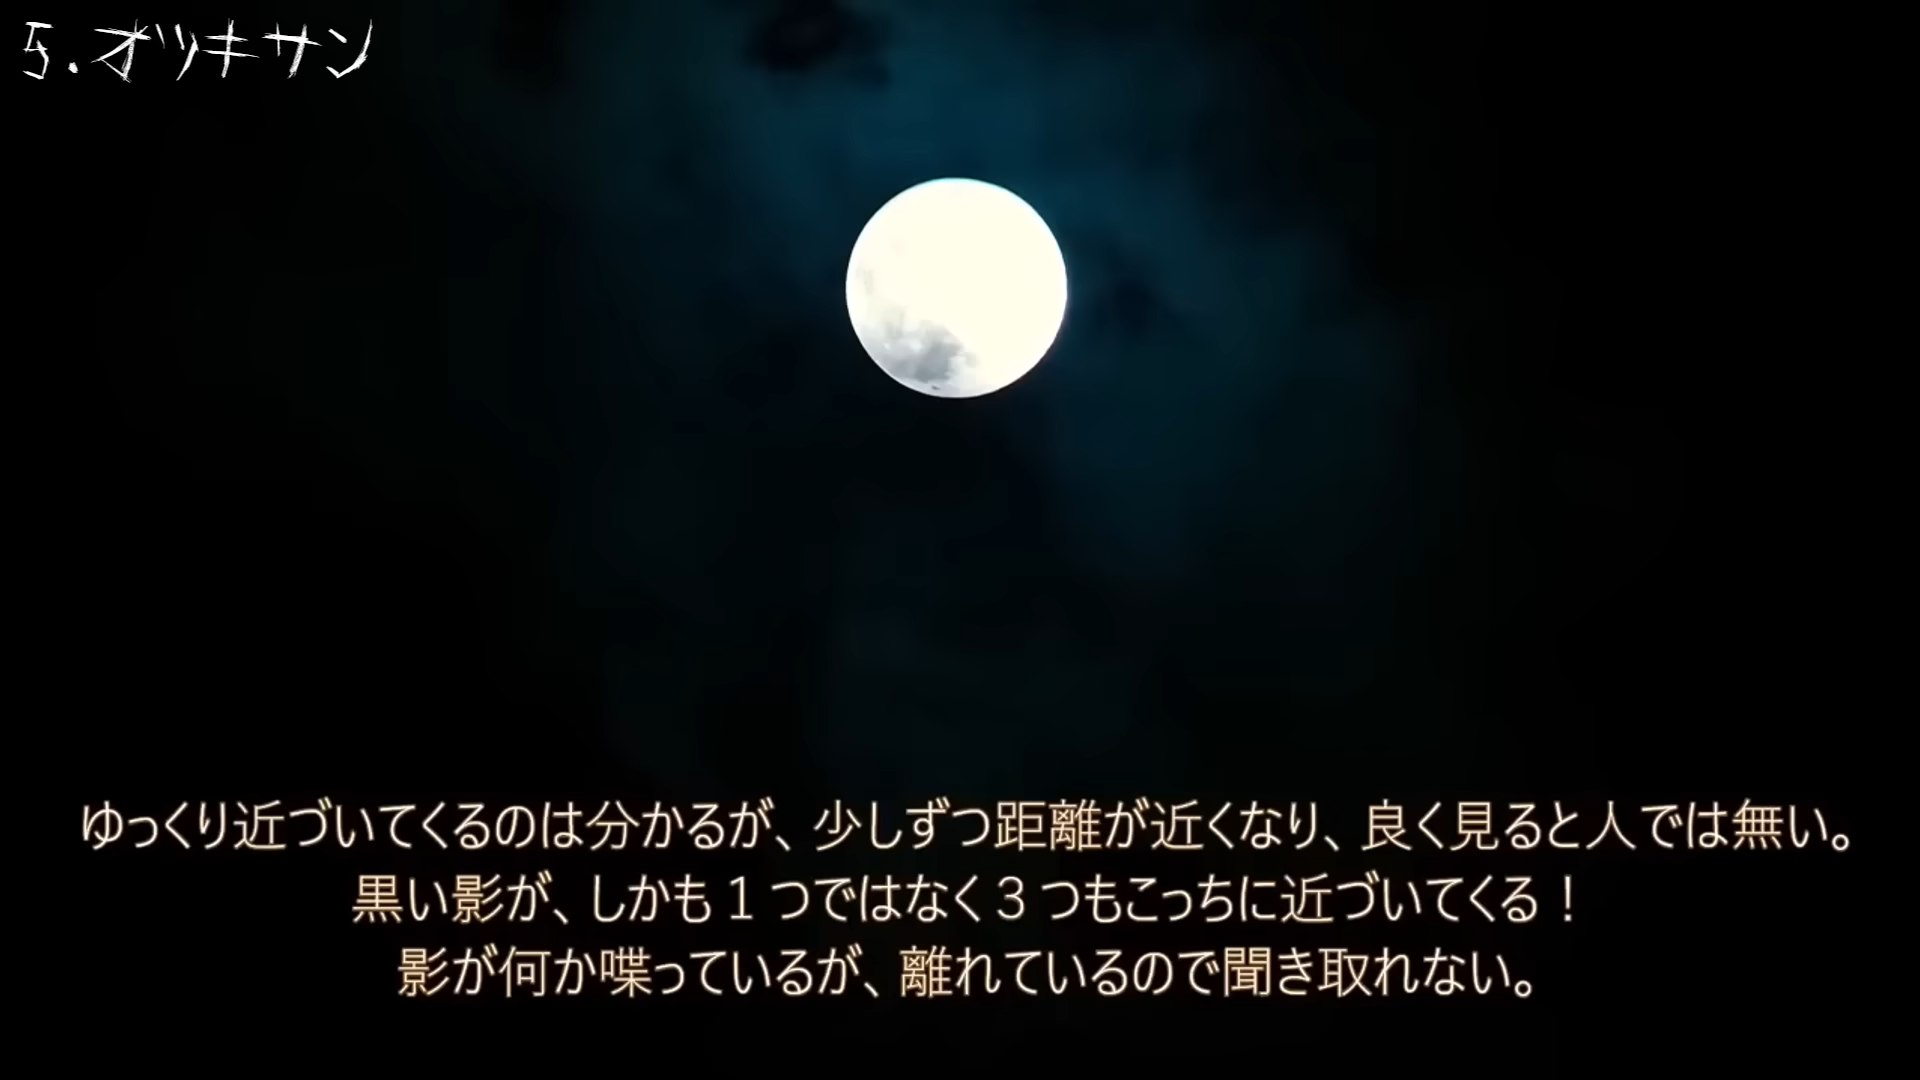 5.オツキサン
ゆっくり近づいてくるのは分かるが、少しずつ距離が近くなり、良く見ると人では無い。
黒い影が、しかも1つではなく3つもこっちに近づいてくる！
影が何か喋っているが、離れているので聞き取れない。